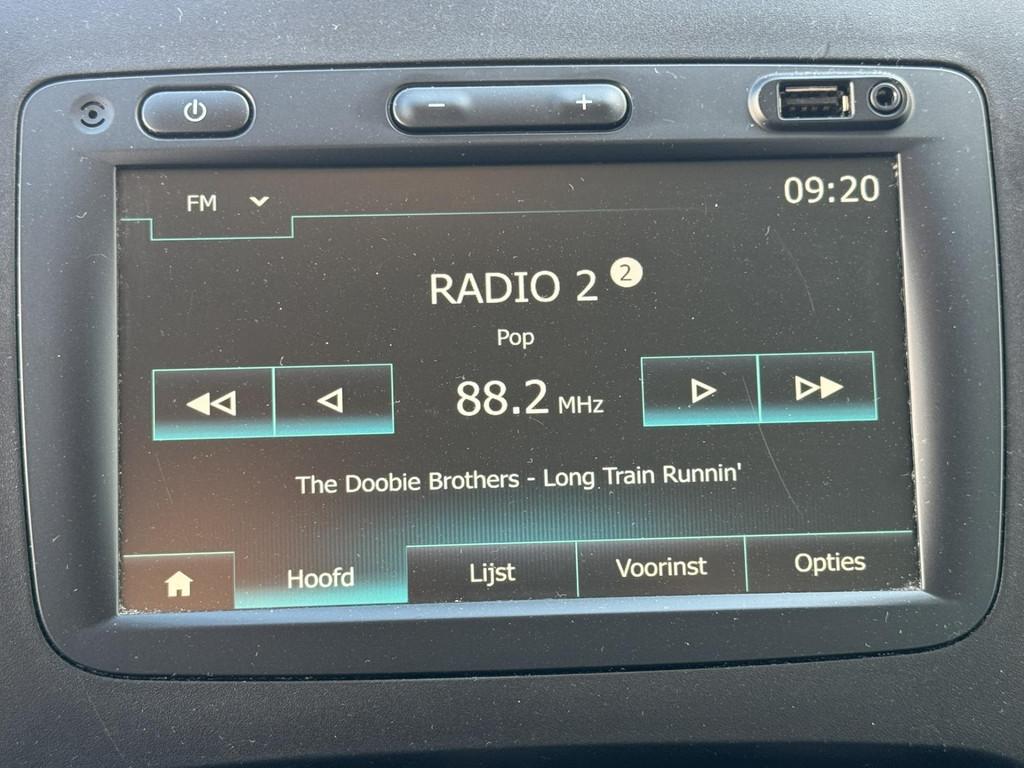 FM
09:20
RADIO 2 2
Pop
88.2 MHz
The Doobie Brothers - Long Train Runnin'
Hoofd
Lijst
Voorinst
Opties